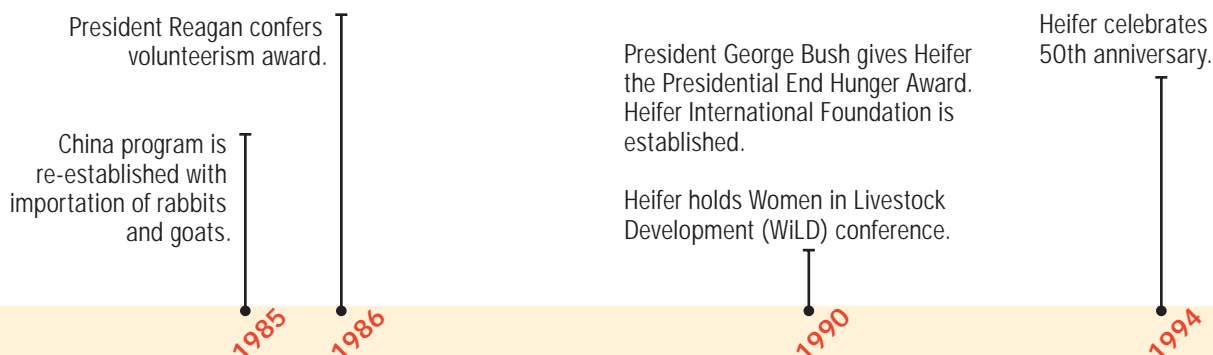 President Reagan confers
volunteerism award.
China program is
re-established with
importation of rabbits
and goats.
President George Bush gives Heifer
the Presidential End Hunger Award.
Heifer International Foundation is
established.
Heifer holds Women in Livestock
Development (WiLD) conference.
Heifer celebrates
50th anniversary.
1985
1986
1990
1994